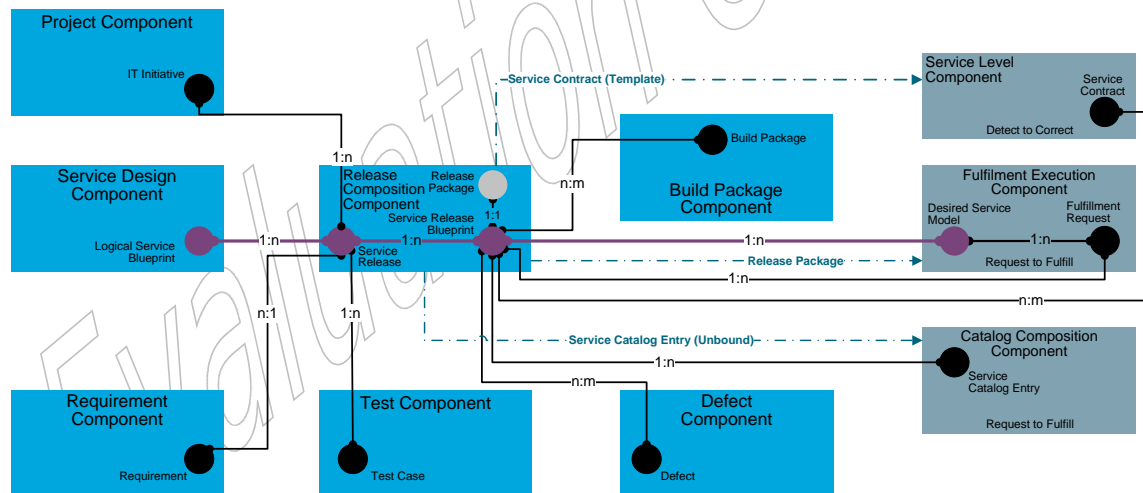 Project Component
IT Initiative
1:n
Service Design
Component
Logical Service
Blueprint
1:n
Release
Composition
Component
Release
Package
1:1
Service Release
Blueprint
Service
Release
1:n
n:1
1:n
Requirement
Component
Requirement
Test Component
Test Case
Defect
Component
Defect
n:m
Build Package
Build Package
Component
n:m
Service Contract (Template)
Service Level
Component
Service
Contract
Detect to Correct
Fulfilment Execution
Component
Desired Service
Model
Fulfillment
Request
1:n
1:n
Request to Fulfill
Release Package
1:n
n:m
Service Catalog Entry (Unbound)
1:n
Catalog Composition
Component
Service
Catalog Entry
Request to Fulfill
Evaluation